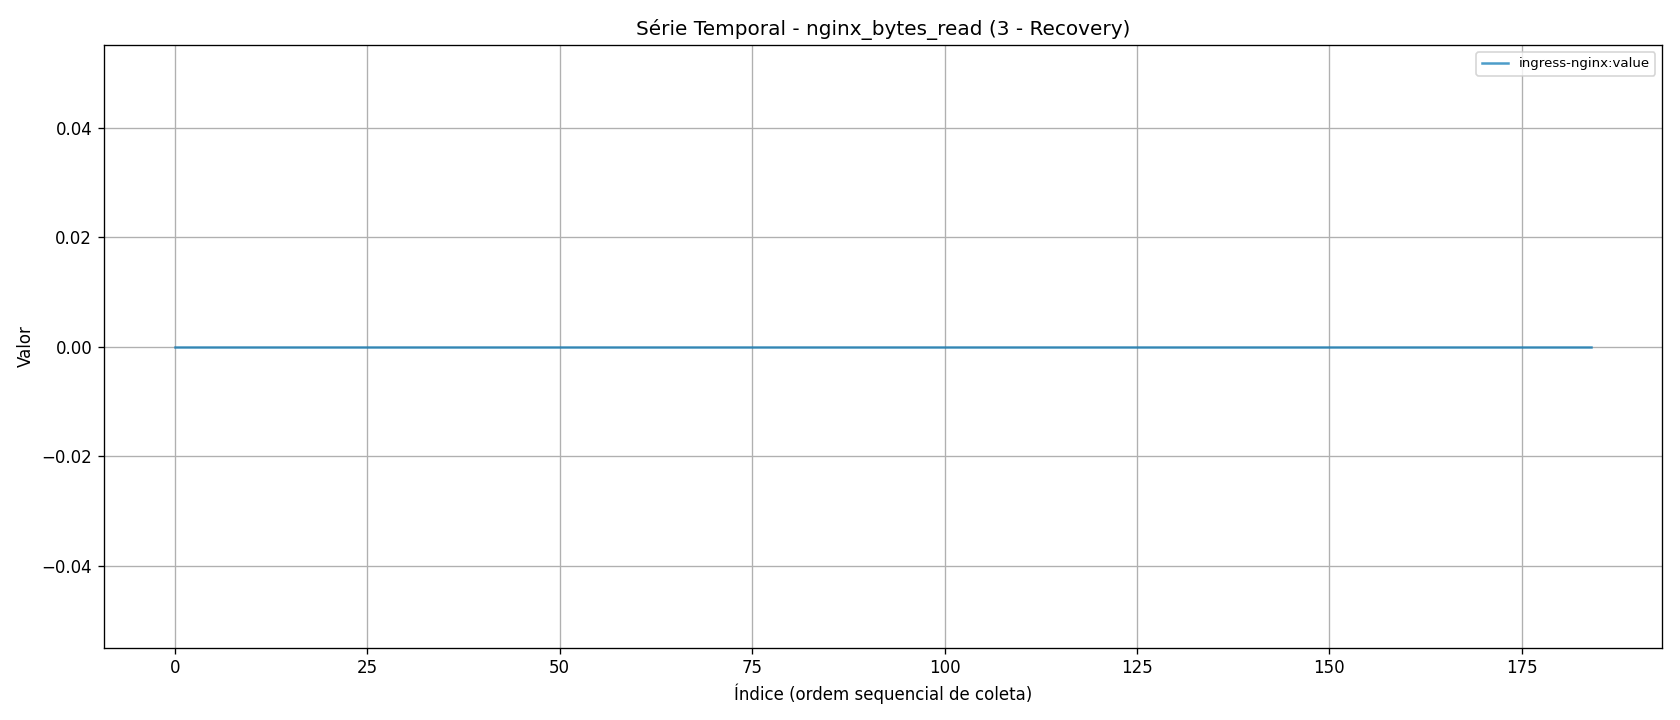 Série Temporal - nginx_bytes_read (3 - Recovery)
ingress-nginx:value
0.04
0.02
0.00
−0.02
−0.04
Valor
0 25 50 75 100 125 150 175
Índice (ordem sequencial de coleta)